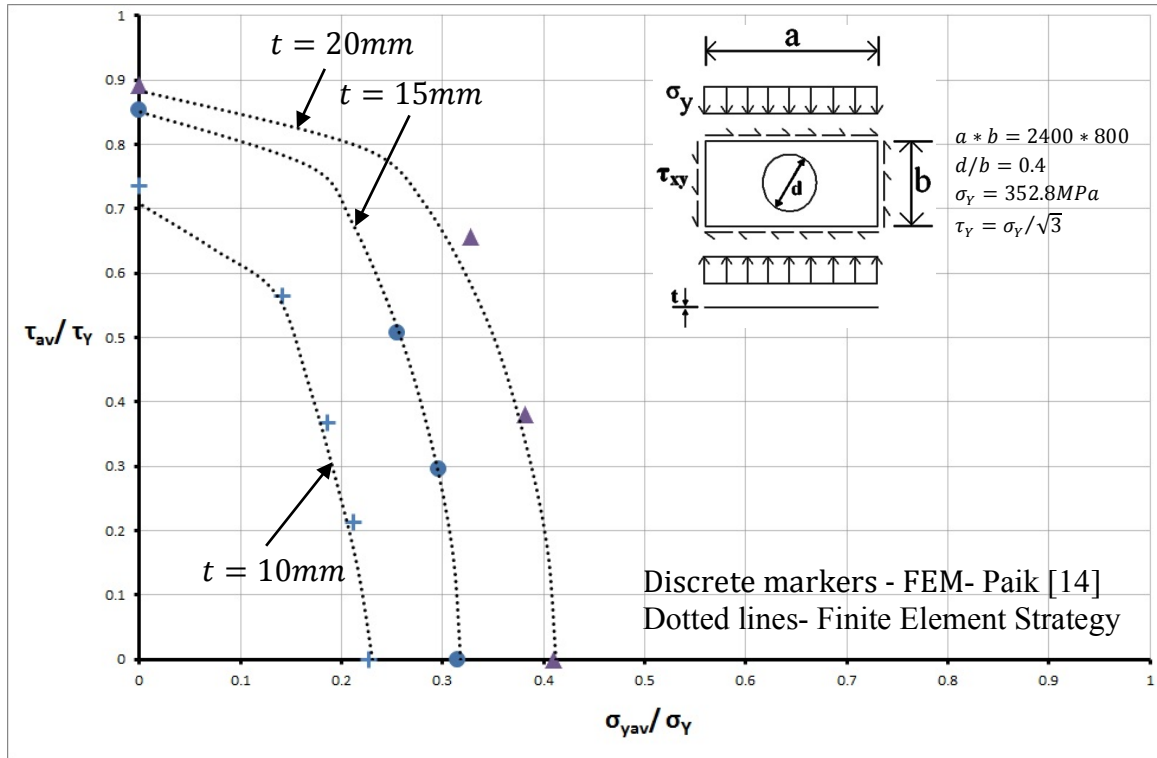 1
0.9
0.8
0.7
0.6
0.5
0.4
0.3
0.2
0.1
0
τav/ τY
t = 20mm
t = 15mm
t = 10mm
a
σy
τxy
d
b
t
a * b = 2400 * 800
d/b = 0.4
σY = 352.8MPa
τY = σY/√3
Discrete markers - FEM- Paik [14]
Dotted lines- Finite Element Strategy
0 0.1 0.2 0.3 0.4 0.5 0.6 0.7 0.8 0.9 1
σyav/ σY